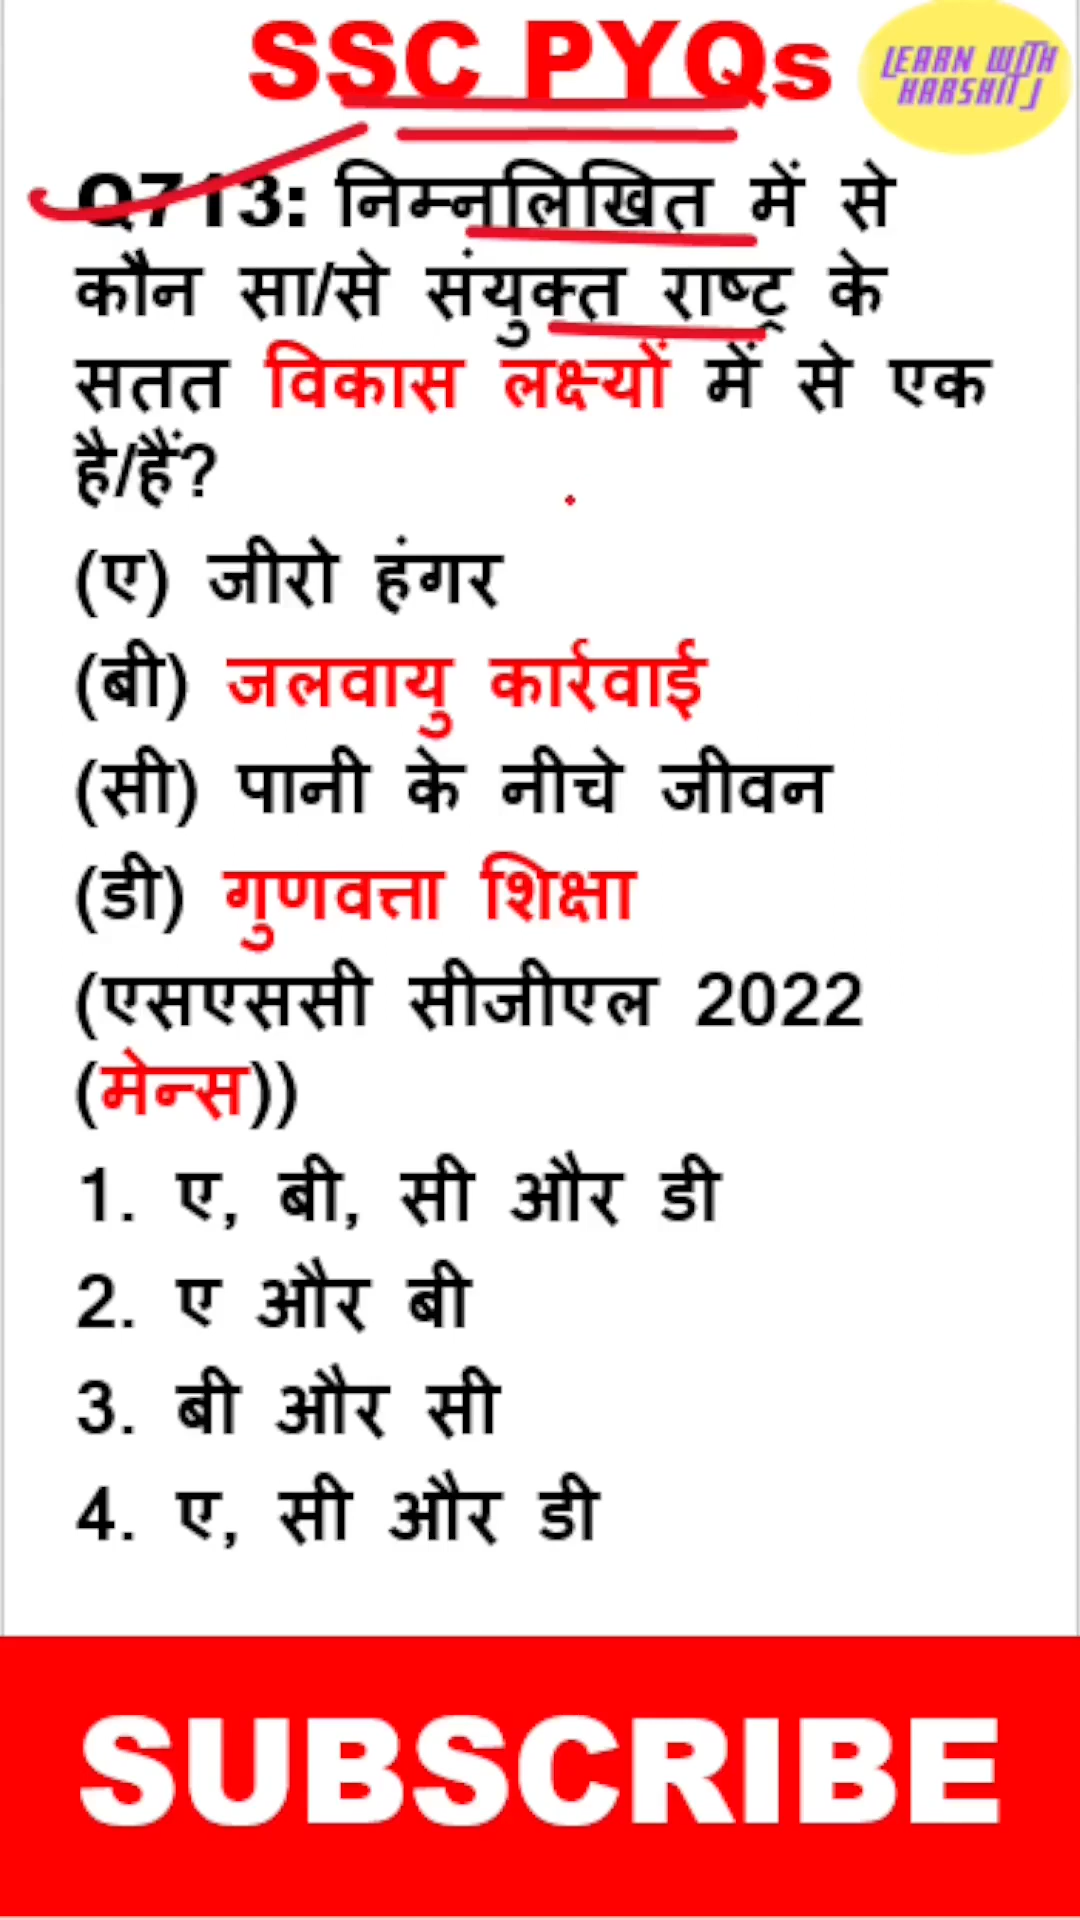 SSC PYQs
LEARN WITH
HARSHIT J
Q713: निम्नलिखित में से
कौन सा/से संयुक्त राष्ट्र के
सतत विकास लक्ष्यों में से एक
है/हैं?
(ए) जीरो हंगर
(बी) जलवायु कार्रवाई
(सी) पानी के नीचे जीवन
(डी) गुणवत्ता शिक्षा
(एसएससी सीजीएल 2022
(मेन्स))
1. ए, बी, सी और डी
2. ए और बी
3. बी और सी
4. ए, सी और डी
SUBSCRIBE